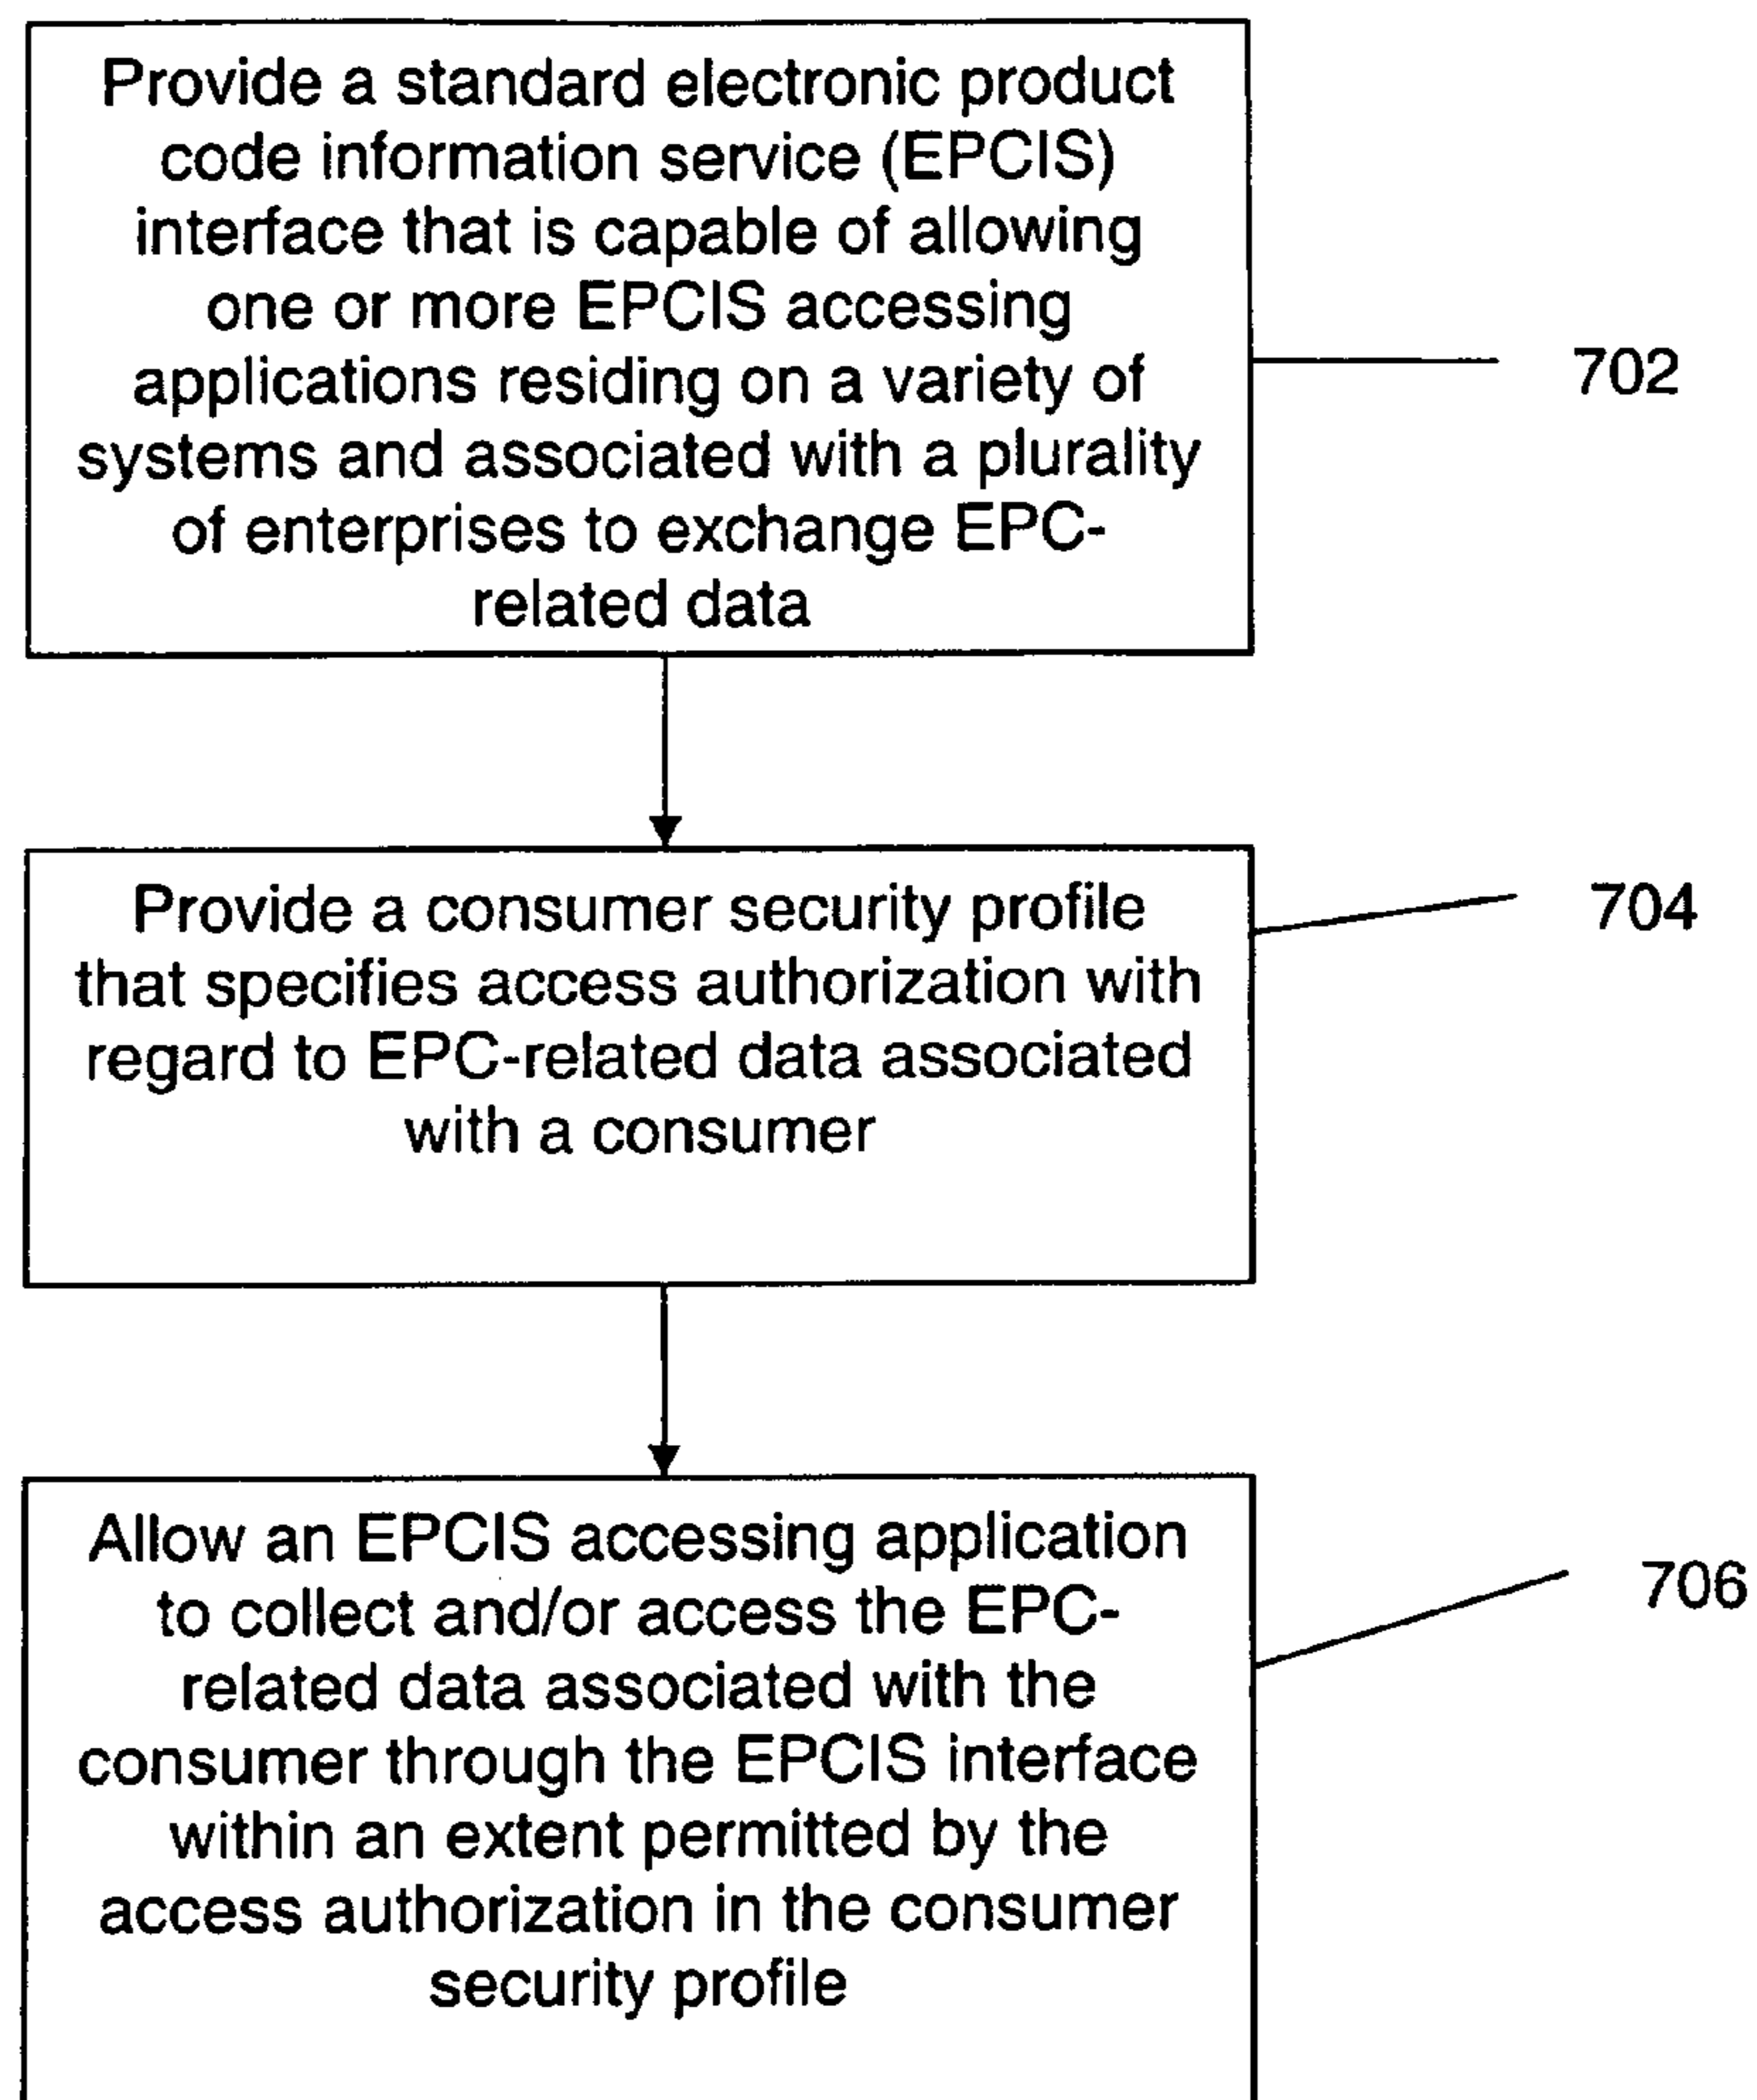 Provide a standard electronic product
code information service (EPCIS)
interface that is capable of allowing
one or more EPCIS accessing
applications residing on a variety of
systems and associated with a plurality
of enterprises to exchange EPC-
related data
702
Provide a consumer security profile
that specifies access authorization with
regard to EPC-related data associated
with a consumer
704
Allow an EPCIS accessing application
to collect and/or access the EPC-
related data associated with the
consumer through the EPCIS interface
within an extent permitted by the
access authorization in the consumer
security profile
706